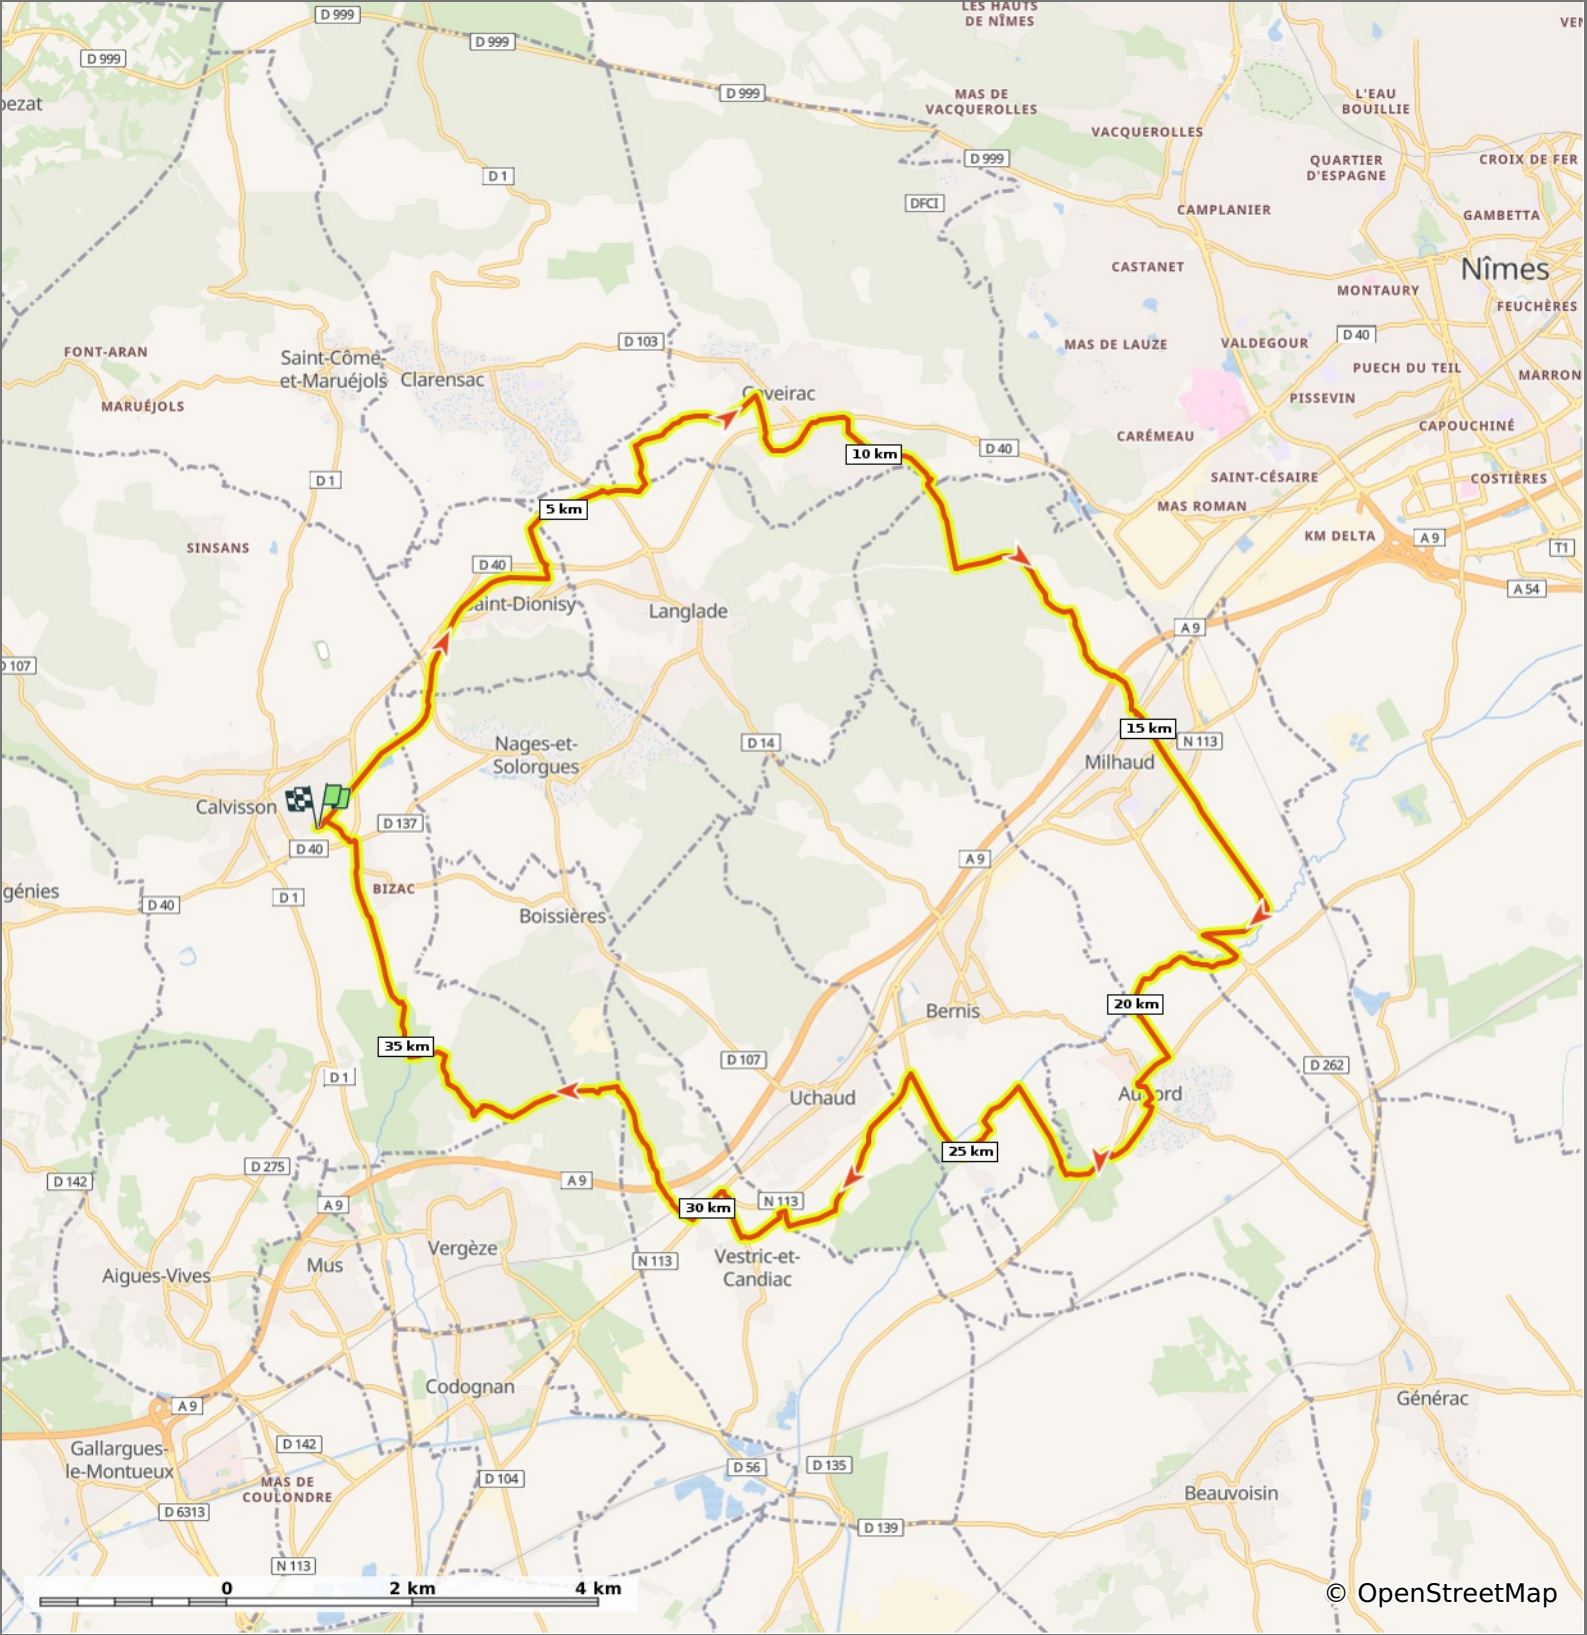 LES HAUTS
DE NÎMES
D 999
D 999
D 999
D 999
MAS DE
VACQUEROLLES
L'EAU
BOUILLIE
VACQUEROLLES
D 999
QUARTIER
D'ESPAGNE
CROIX DE FER
D 1
DFCI
CAMPLANIER
GAMBETTA
CASTANET
Nîmes
MONTAURY
FEUCHÈRES
D 40
D 103
MAS DE LAUZE
VALDEGOUR
FONT-ARAN
Saint-Côme-
et-Maruéjols
Clarensac
PUECH DU TEIL
MARRON
MARUÉJOLS
PISSEVIN
CAPOUCHINÉ
CARÉMEAU
10 km
D 40
D 1
SAINT-CÉSAIRE
COSTIÈRES
5 km
MAS ROMAN
SINSANS
KM DELTA
A 9
T1
D 40
A 54
Langlade
A 9
D 107
15 km
N 113
Nages-et-
Solorgues
D 14
Milhaud
Calvisson
D 137
D 40
A 9
BIZAC
D 1
D 40
Boissières
20 km
Bernis
35 km
D 107
D 262
D 1
Uchaud
25 km
D 275
D 142
A 9
A 9
N 113
30 km
Vergèze
Vestric-et-
Candiac
N 113
Mus
Aigues-Vives
Codognan
Générac
A 9
Gallargues-
le-Montueux
D 142
D 56
D 135
D 104
MAS DE
COULONDRE
Beauvoisin
D 6313
D 139
N 113
0 2 km 4 km
© OpenStreetMap